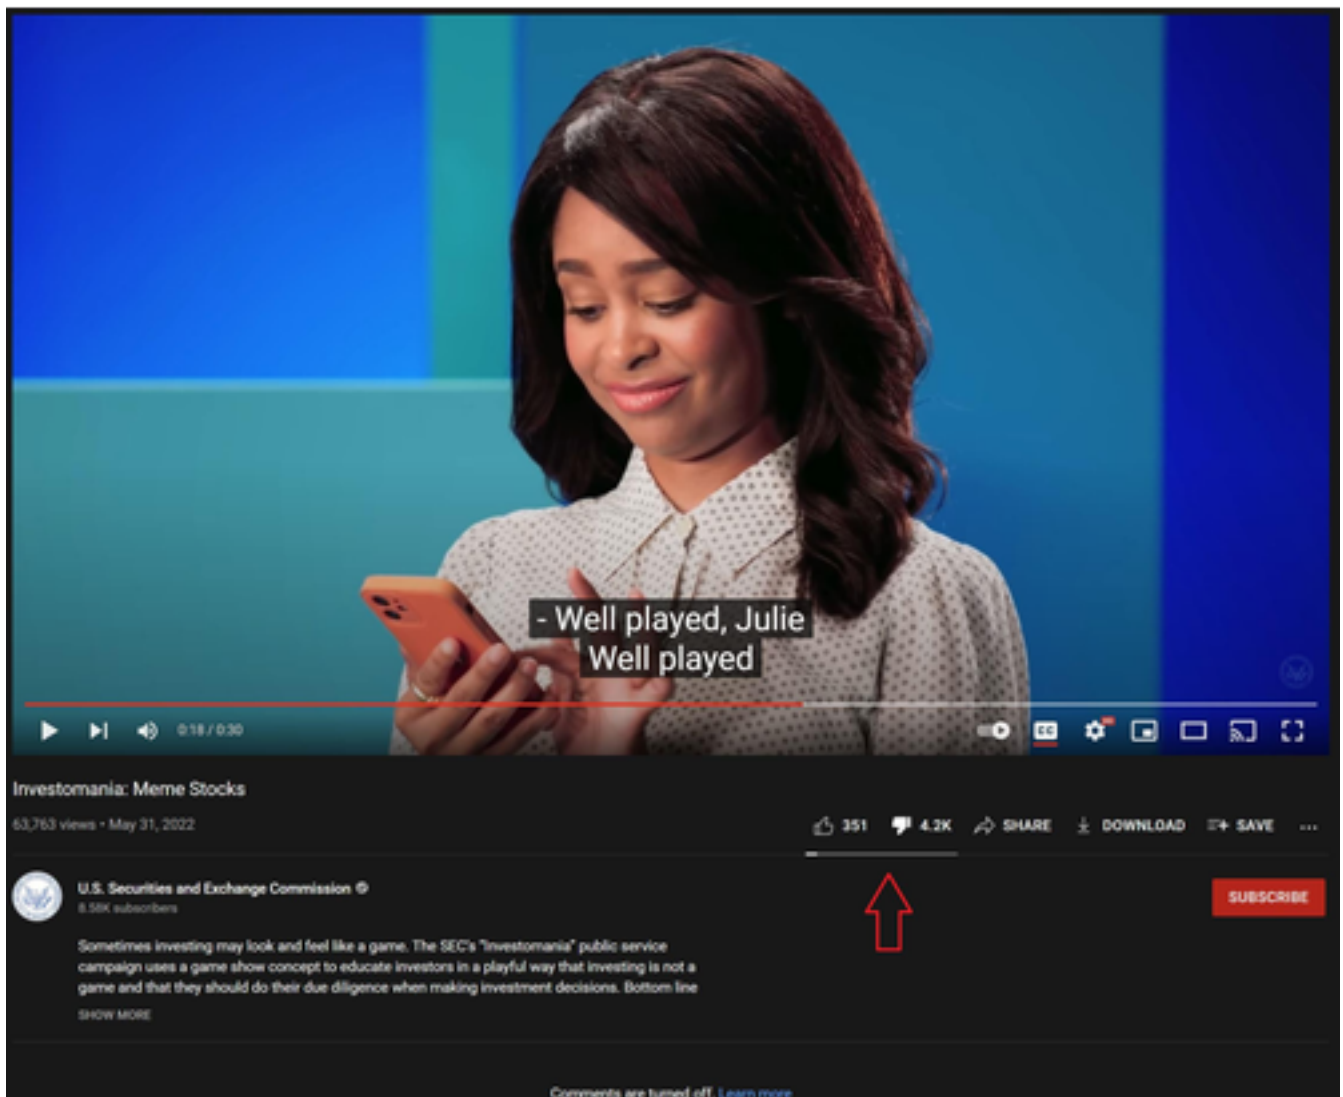 - Well played, Julie
Well played
0:18 / 0:30
CC
Investomania: Meme Stocks
63,763 views • May 31, 2022
351
4.2K
SHARE
DOWNLOAD
SAVE
U.S. Securities and Exchange Commission
8.58K subscribers
SUBSCRIBE
Sometimes investing may look and feel like a game. The SEC's "Investomania" public service
campaign uses a game show concept to educate investors in a playful way that investing is not a
game and that they should do their due diligence when making investment decisions. Bottom line
SHOW MORE
Comments are turned off. Learn more